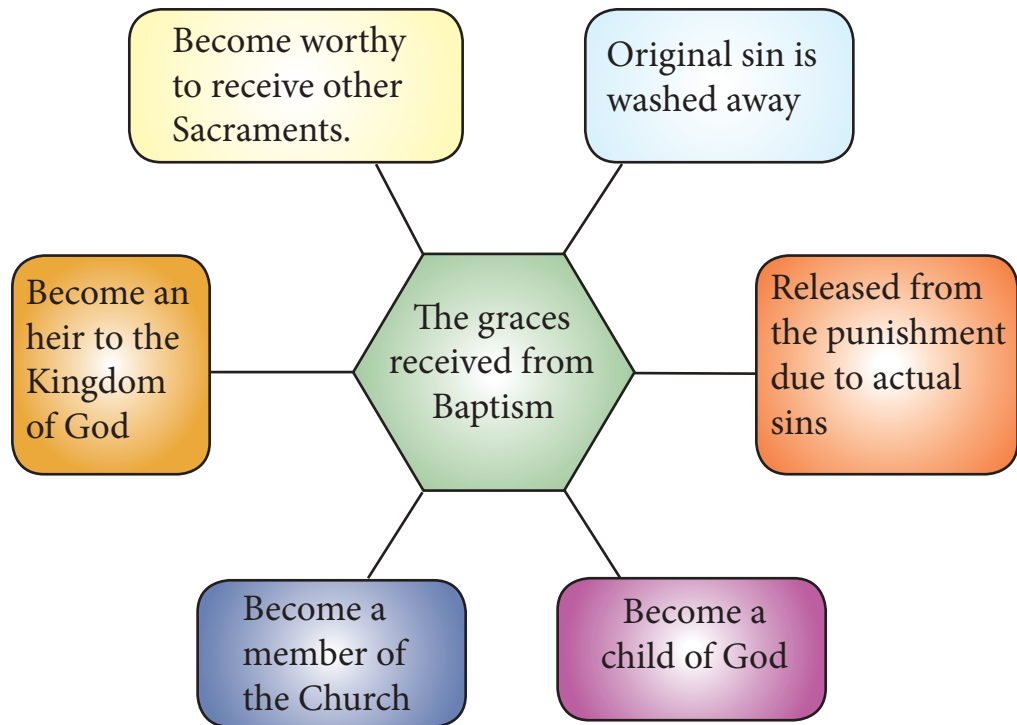 Become worthy
to receive other
Sacraments.
Original sin is
washed away
Become an
heir to the
Kingdom
of God
The graces
received from
Baptism
Released from
the punishment
due to actual
sins
Become a
member of
the Church
Become a
child of God